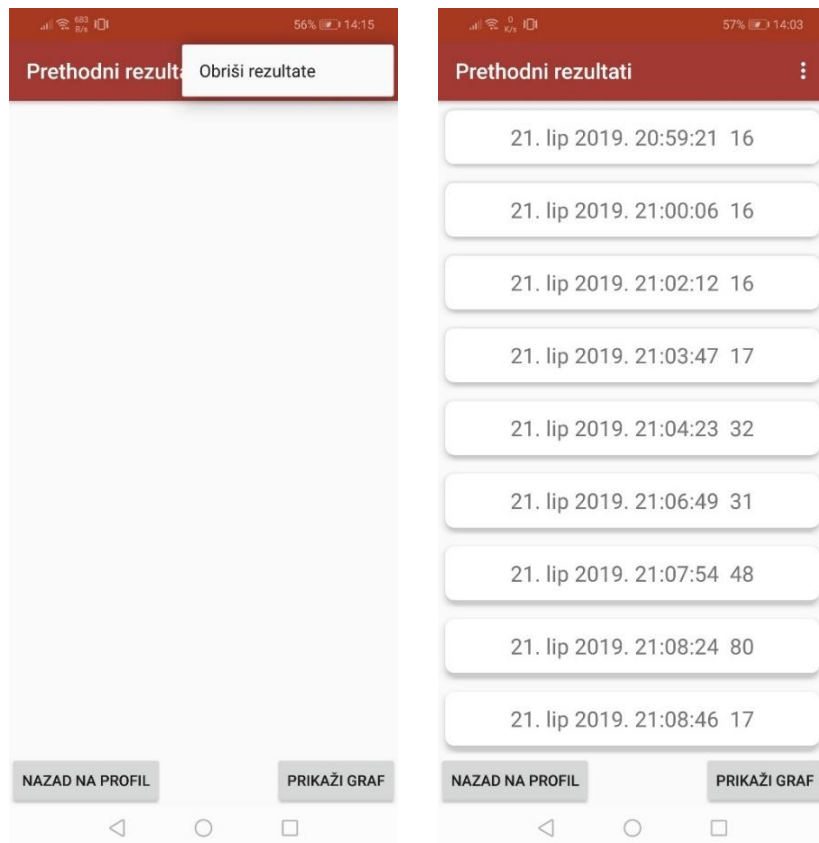 683 B/s 56% 14:15
Prethodni rezulta Obriši rezultate
NAZAD NA PROFIL PRIKAŽI GRAF
0 K/s 57% 14:03
Prethodni rezultati
21. lip 2019. 20:59:21 16
21. lip 2019. 21:00:06 16
21. lip 2019. 21:02:12 16
21. lip 2019. 21:03:47 17
21. lip 2019. 21:04:23 32
21. lip 2019. 21:06:49 31
21. lip 2019. 21:07:54 48
21. lip 2019. 21:08:24 80
21. lip 2019. 21:08:46 17
NAZAD NA PROFIL PRIKAŽI GRAF